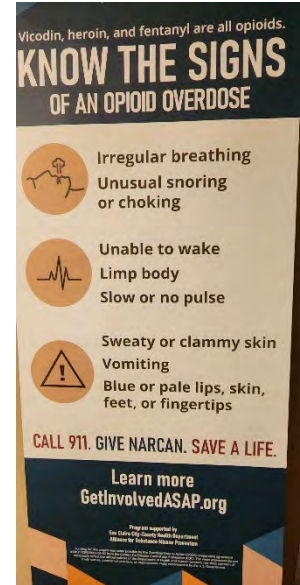 Vicodin, heroin, and fentanyl are all opioids.
KNOW THE SIGNS
OF AN OPIOID OVERDOSE
Irregular breathing
Unusual snoring
or choking
Unable to wake
Limp body
Slow or no pulse
Sweaty or clammy skin
Vomiting
Blue or pale lips, skin,
feet, or fingertips
CALL 911. GIVE NARCAN. SAVE A LIFE.
Learn more
GetInvolvedASAP.org
Program supported by
Eau Claire City-County Health Department
Alliance for Substance Misuse Prevention